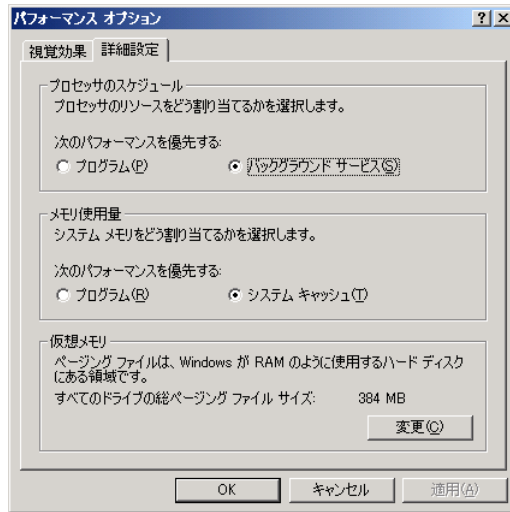 パフォーマンス オプション
視覚効果 詳細設定
プロセッサのスケジュール
プロセッサのリソースをどう割り当てるかを選択します。
次のパフォーマンスを優先する:
プログラム(P) バックグラウンド サービス(S)
メモリ使用量
システム メモリをどう割り当てるかを選択します。
次のパフォーマンスを優先する:
プログラム(R) システム キャッシュ(T)
仮想メモリ
ページング ファイルは、Windows が RAM のように使用するハード ディスク
にある領域です。
すべてのドライブの総ページング ファイル サイズ: 384 MB
変更(C)
OK キャンセル 適用(A)